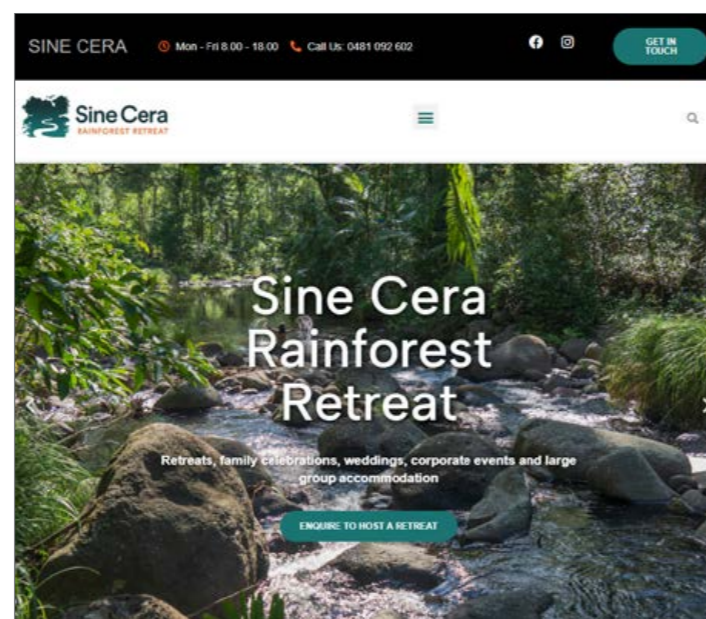 SINE CERA
Mon - Fri 8.00 - 18.00
Call Us: 0481 092 602
GET IN
TOUCH
Sine Cera
RAINFOREST RETREAT
Sine Cera
Rainforest
Retreat
Retreats, family celebrations, weddings, corporate events and large
group accommodation
ENQUIRE TO HOST A RETREAT